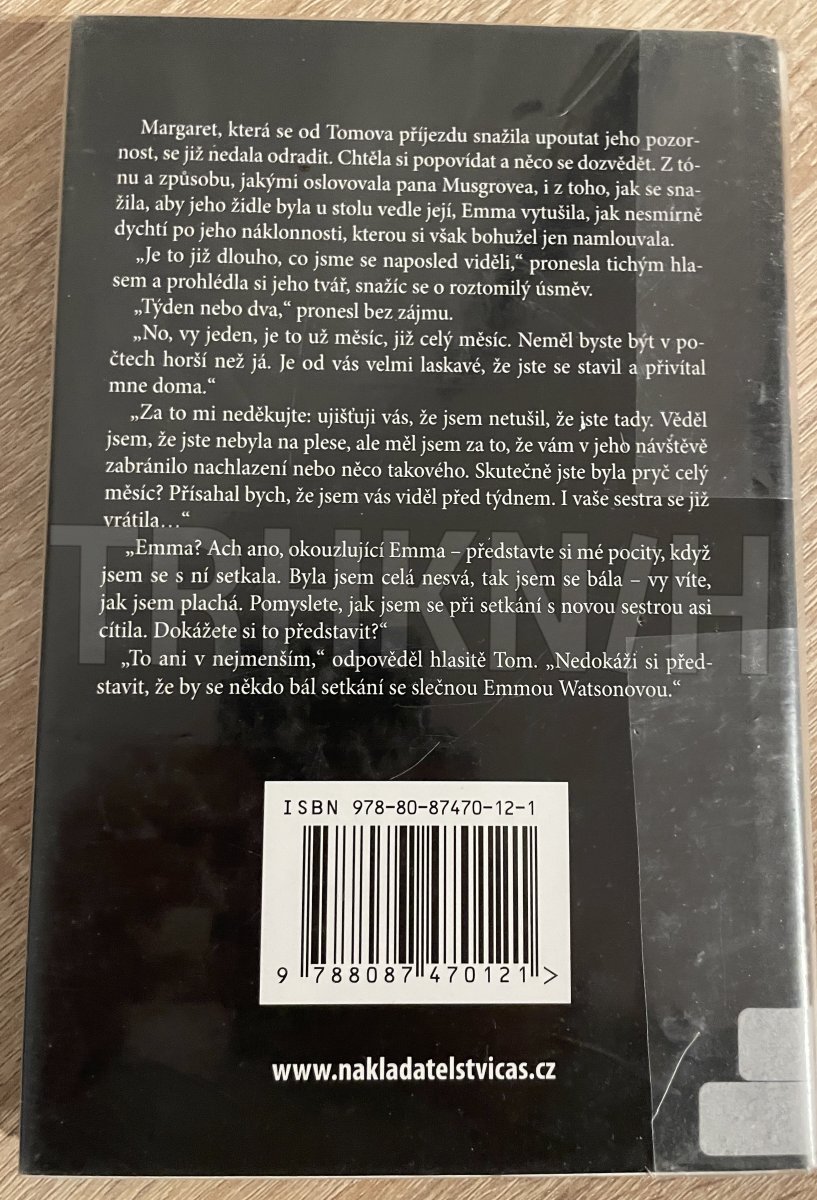 Margaret, která se od Tomova příjezdu snažila upoutat jeho pozor-
nost, se již nedala odradit. Chtěla si popovídat a něco se dozvědět. Z tó-
nu a způsobu, jakými oslovovala pana Musgrovea, i z toho, jak se sna-
žila, aby jeho židle byla u stolu vedle její, Emma vytušila, jak nesmírně
dychtí po jeho náklonnosti, kterou si však bohužel jen namlouvala.
„Je to již dlouho, co jsme se naposled viděli,“ pronesla tichým hla-
sem a prohlédla si jeho tvář, snažíc se o roztomilý úsměv.
„Týden nebo dva,“ pronesl bez zájmu.
„No, vy jeden, je to už měsíc, již celý měsíc. Neměl byste být v po-
čtech horší než já. Je od vás velmi laskavé, že jste se stavil a přivítal
mne doma.“
„Za to mi neděkujte: ujišťuji vás, že jsem netušil, že jste tady. Věděl
jsem, že jste nebyla na plese, ale měl jsem za to, že vám v jeho návštěvě
zabránilo nachlazení nebo něco takového. Skutečně jste byla pryč celý
měsíc? Přísahal bych, že jsem vás viděl před týdnem. I vaše sestra se již
vrátila…“
„Emma? Ach ano, okouzlující Emma – představte si mé pocity, když
jsem se s ní setkala. Byla jsem celá nesvá, tak jsem se bála – vy víte,
jak jsem plachá. Pomyslete, jak jsem se při setkání s novou sestrou asi
cítila. Dokážete si to představit?“
„To ani v nejmenším,“ odpověděl hlasitě Tom. „Nedokáži si před-
stavit, že by se někdo bál setkání se slečnou Emmou Watsonovou.“
TRHKNIH
ISBN 978-80-87470-12-1
9 788087 470121 >
www.nakladatelstvicas.cz